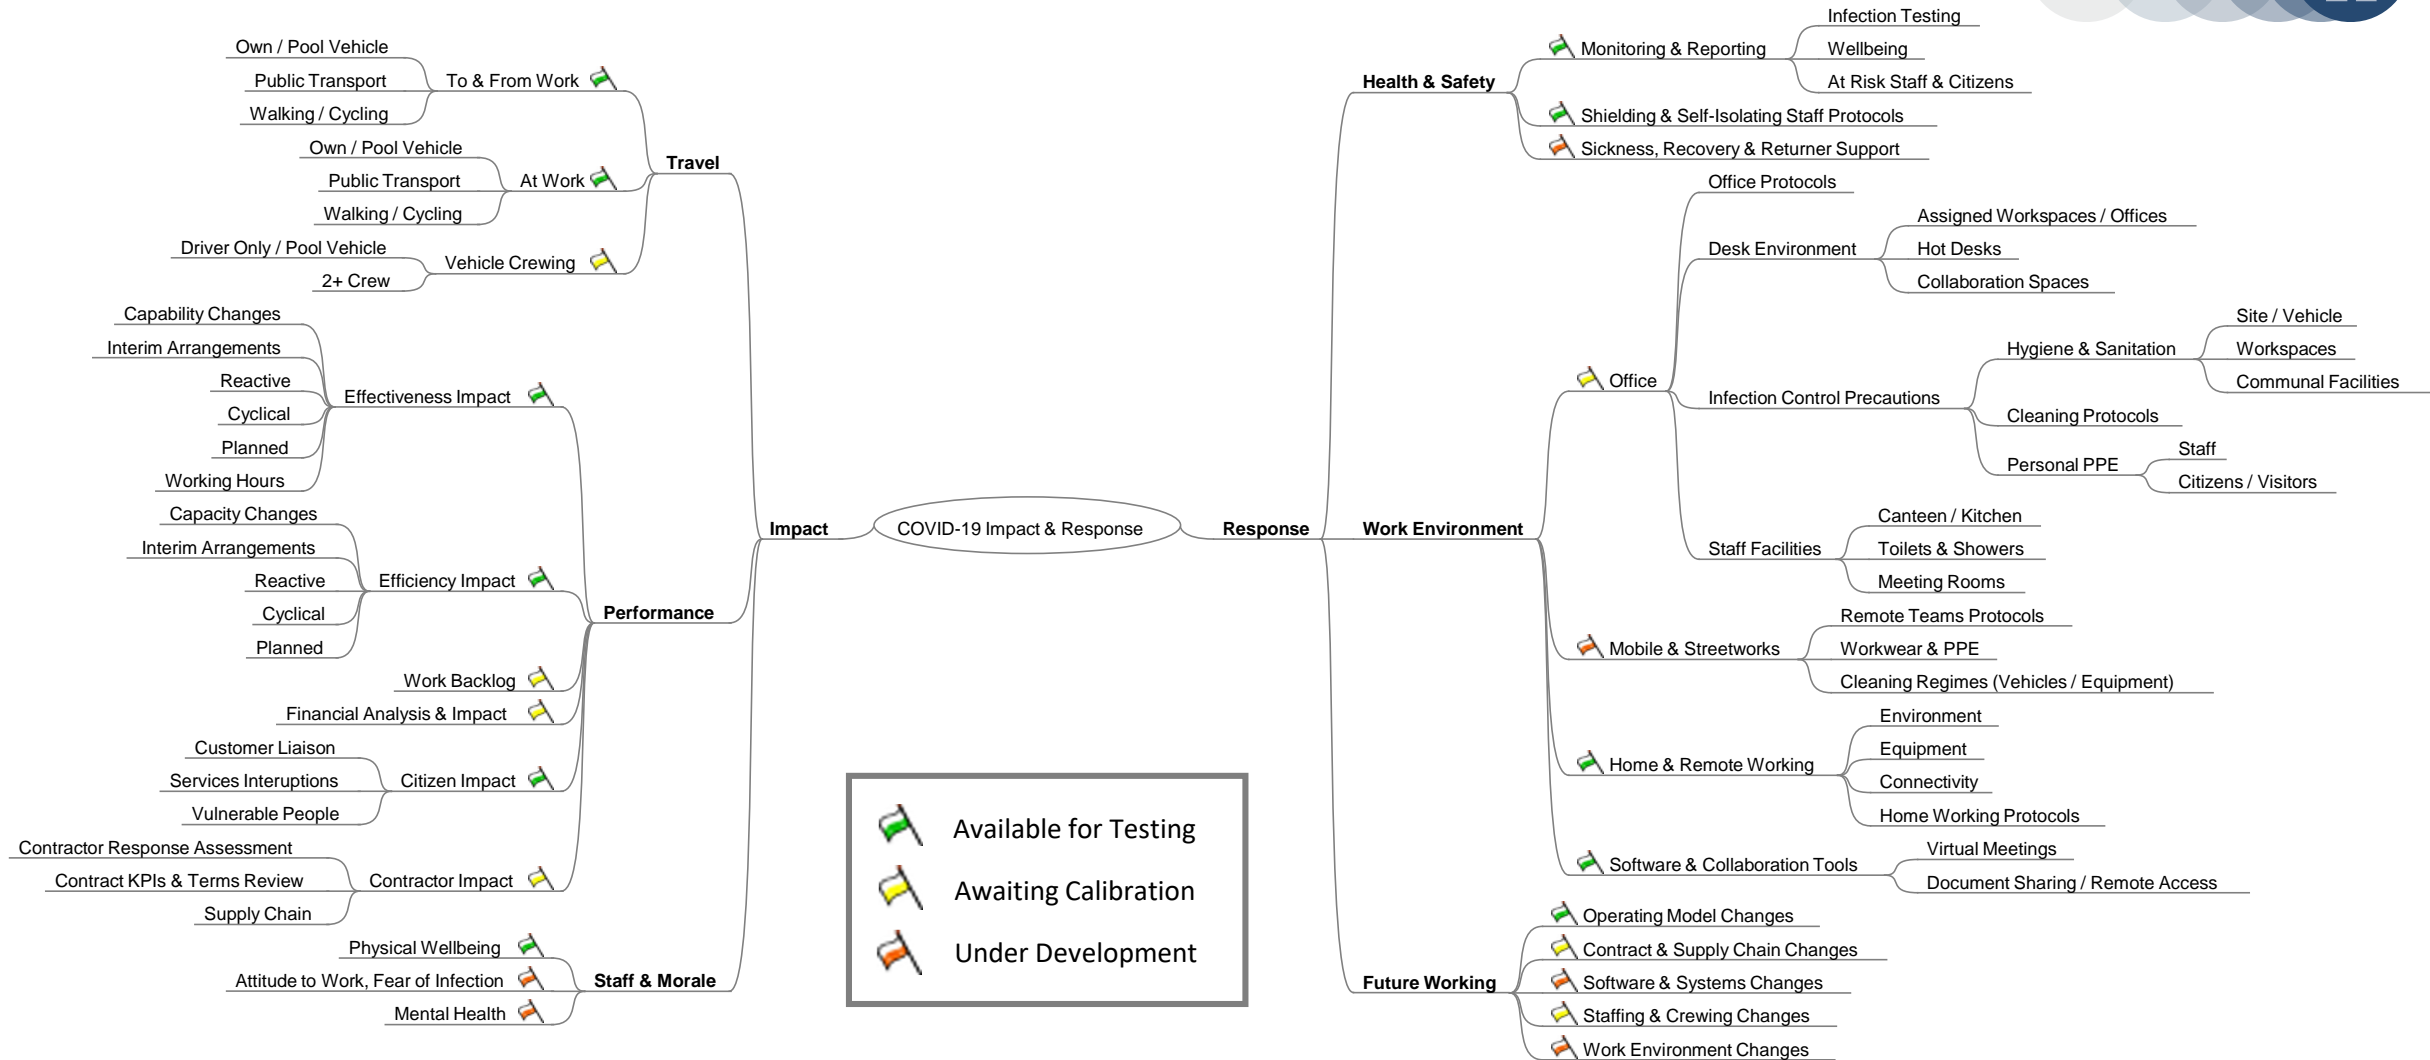 Own / Pool Vehicle
Public Transport
Walking / Cycling
To & From Work
Own / Pool Vehicle
Public Transport
Walking / Cycling
At Work
Driver Only / Pool Vehicle
2+ Crew
Vehicle Crewing
Travel
Capability Changes
Interim Arrangements
Reactive
Cyclical
Planned
Working Hours
Effectiveness Impact
Capacity Changes
Interim Arrangements
Reactive
Cyclical
Planned
Efficiency Impact
Work Backlog
Financial Analysis & Impact
Customer Liaison
Services Interuptions
Vulnerable People
Citizen Impact
Contractor Response Assessment
Contract KPIs & Terms Review
Supply Chain
Contractor Impact
Performance
Physical Wellbeing
Attitude to Work, Fear of Infection
Mental Health
Staff & Morale
Impact
COVID-19 Impact & Response
Response
Health & Safety
Monitoring & Reporting
Infection Testing
Wellbeing
At Risk Staff & Citizens
Shielding & Self-Isolating Staff Protocols
Sickness, Recovery & Returner Support
Work Environment
Office
Office Protocols
Desk Environment
Assigned Workspaces / Offices
Hot Desks
Collaboration Spaces
Infection Control Precautions
Hygiene & Sanitation
Site / Vehicle
Workspaces
Communal Facilities
Cleaning Protocols
Personal PPE
Staff
Citizens / Visitors
Staff Facilities
Canteen / Kitchen
Toilets & Showers
Meeting Rooms
Mobile & Streetworks
Remote Teams Protocols
Workwear & PPE
Cleaning Regimes (Vehicles / Equipment)
Home & Remote Working
Environment
Equipment
Connectivity
Home Working Protocols
Software & Collaboration Tools
Virtual Meetings
Document Sharing / Remote Access
Future Working
Operating Model Changes
Contract & Supply Chain Changes
Software & Systems Changes
Staffing & Crewing Changes
Work Environment Changes
Available for Testing
Awaiting Calibration
Under Development